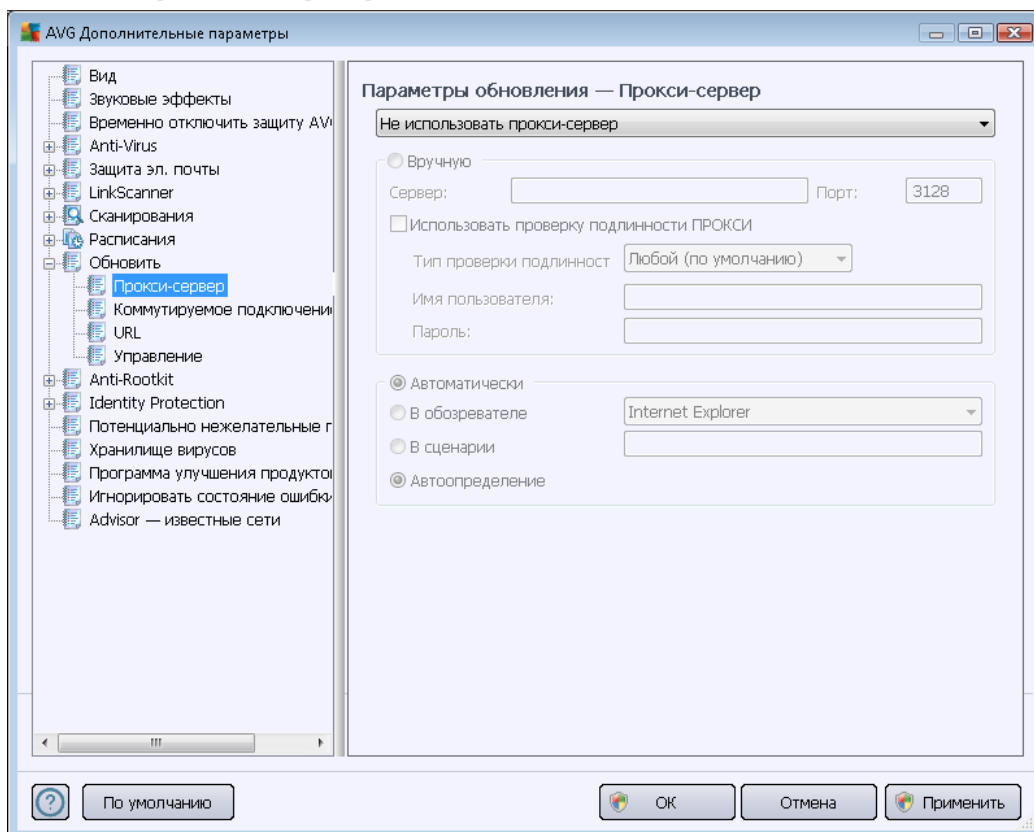 AVG Дополнительные параметры
Вид
Звуковые эффекты
Временно отключить защиту AV
Anti-Virus
Защита эл. почты
LinkScanner
Сканирования
Расписания
Обновить
Прокси-сервер
Коммутируемое подключени
URL
Управление
Anti-Rootkit
Identity Protection
Потенциально нежелательные п
Хранилище вирусов
Программа улучшения продукто
Игнорировать состояние ошибки
Advisor — известные сети
Параметры обновления — Прокси-сервер
Не использовать прокси-сервер
Вручную
Сервер: Порт: 3128
Использовать проверку подлинности ПРОКСИ
Тип проверки подлинност Любой (по умолчанию)
Имя пользователя:
Пароль:
Автоматически
В обозревателе Internet Explorer
В сценарии
Автоопределение
По умолчанию ОК Отмена Применить